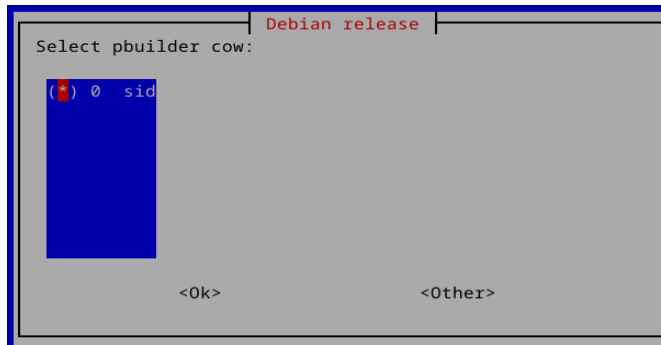 Debian release
Select pbuilder cow:
(*) 0 sid
<Ok> <Other>